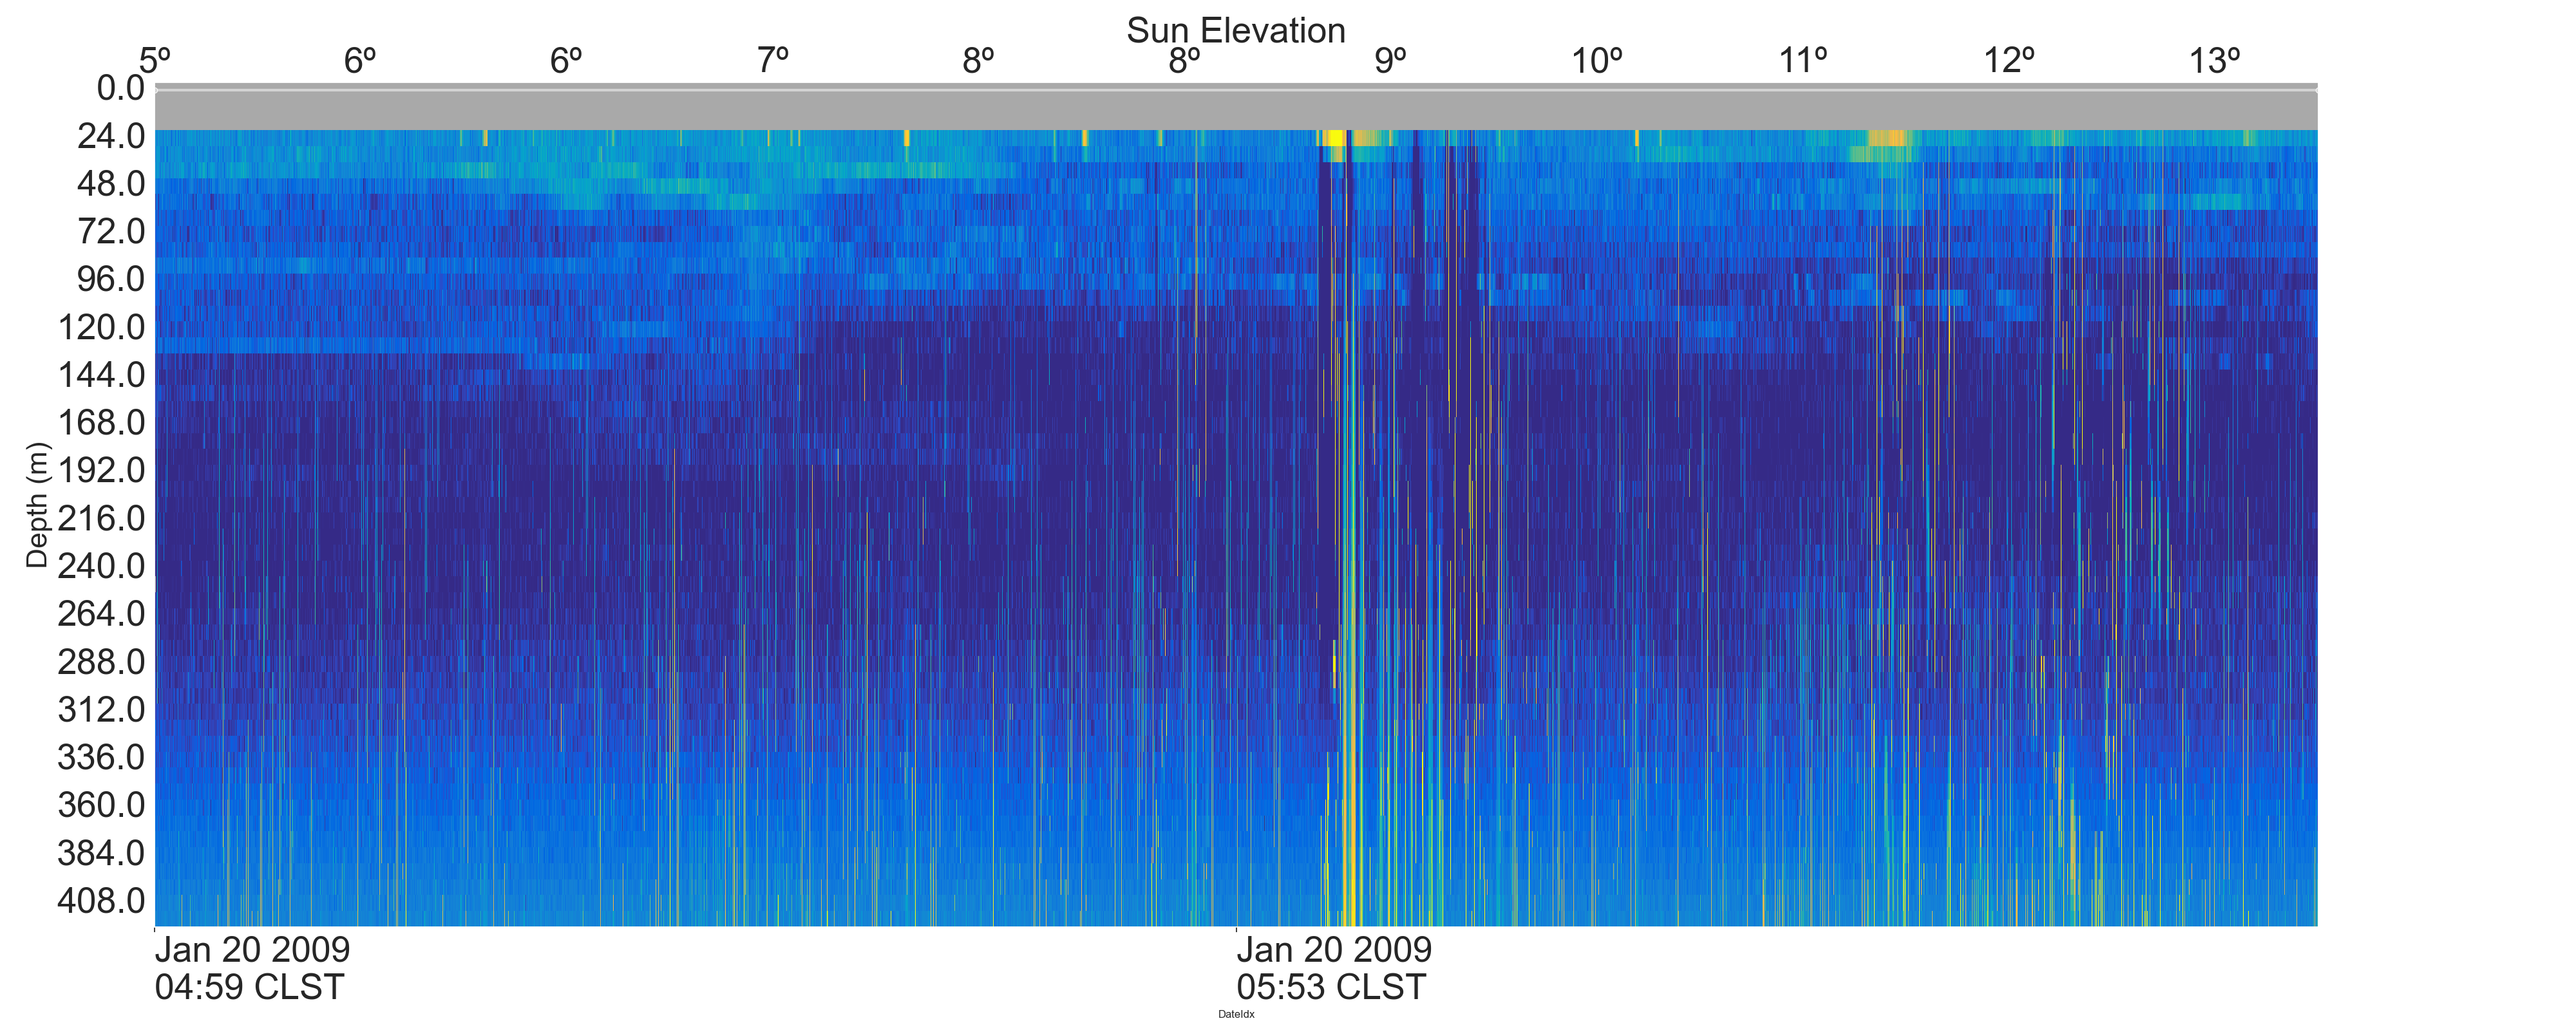 Sun Elevation
5º 6º 6º 7º 8º 8º 9º 10º 11º 12º 13º
0.0
24.0
48.0
72.0
96.0
120.0
144.0
168.0
192.0
216.0
240.0
264.0
288.0
312.0
336.0
360.0
384.0
408.0
Depth (m)
Jan 20 2009
04:59 CLST
Jan 20 2009
05:53 CLST
DateIdx